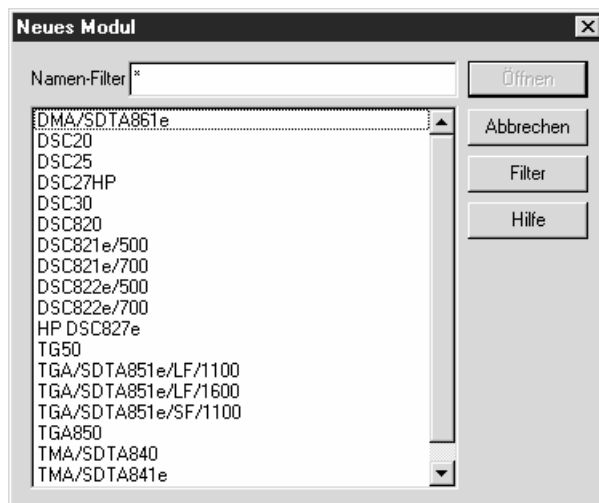 Neues Modul
Namen-Filter *
Öffnen
DMA/SDTA861e
Abbrechen
DSC20
DSC25
Filter
DSC27HP
DSC30
Hilfe
DSC820
DSC821e/500
DSC821e/700
DSC822e/500
DSC822e/700
HP DSC827e
TG50
TGA/SDTA851e/LF/1100
TGA/SDTA851e/LF/1600
TGA/SDTA851e/SF/1100
TGA850
TMA/SDTA840
TMA/SDTA841e